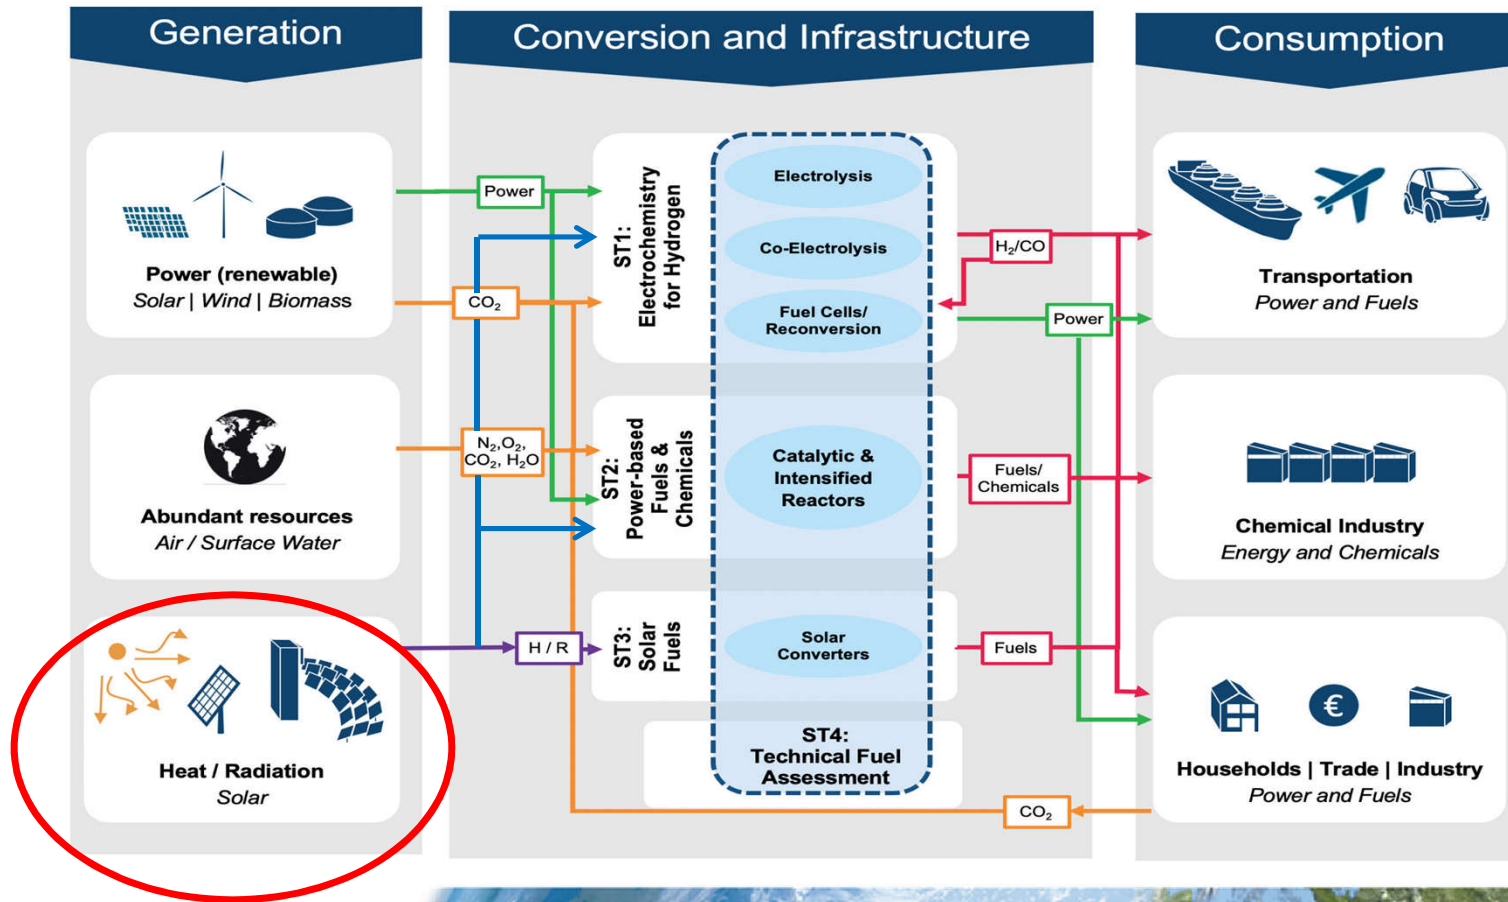 Generation
Conversion and Infrastructure
Consumption
Power (renewable)
Solar | Wind | Biomass
Abundant resources
Air / Surface Water
Heat / Radiation
Solar
Power
CO₂
N₂,O₂,
CO₂, H₂O
H / R
ST1:
Electrochemistry
for Hydrogen
Electrolysis
Co-Electrolysis
Fuel Cells/
Reconversion
ST2:
Power-based
Fuels &
Chemicals
Catalytic &
Intensified
Reactors
ST3:
Solar
Fuels
Solar
Converters
ST4:
Technical Fuel
Assessment
H₂/CO
Power
Fuels/
Chemicals
Fuels
CO₂
Transportation
Power and Fuels
Chemical Industry
Energy and Chemicals
€
Households | Trade | Industry
Power and Fuels